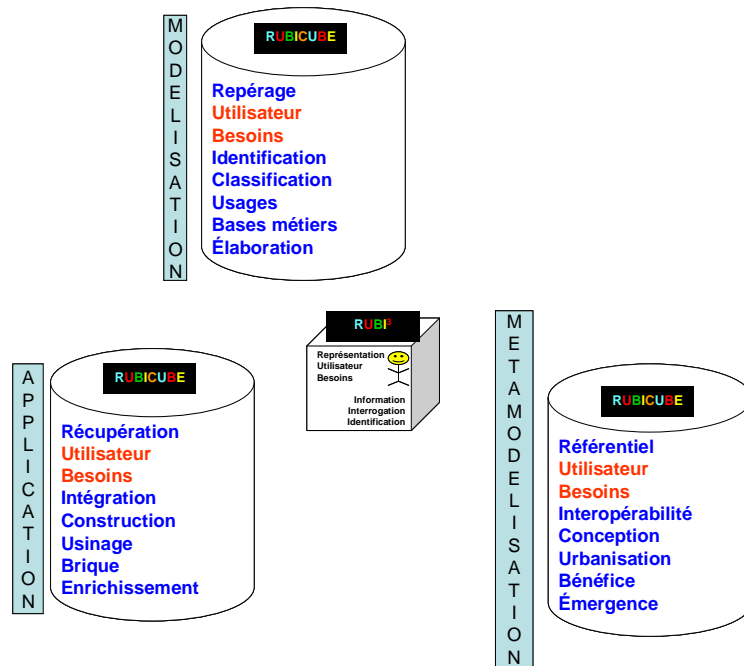 MODELISATION
RUBICUBE
Repérage
Utilisateur
Besoins
Identification
Classification
Usages
Bases métiers
Élaboration
RUBI³
Représentation
Utilisateur
Besoins
Information
Interrogation
Identification
APPLICATION
RUBICUBE
Récupération
Utilisateur
Besoins
Intégration
Construction
Usinage
Brique
Enrichissement
METAMODELISATION
RUBICUBE
Référentiel
Utilisateur
Besoins
Interopérabilité
Conception
Urbanisation
Bénéfice
Émergence